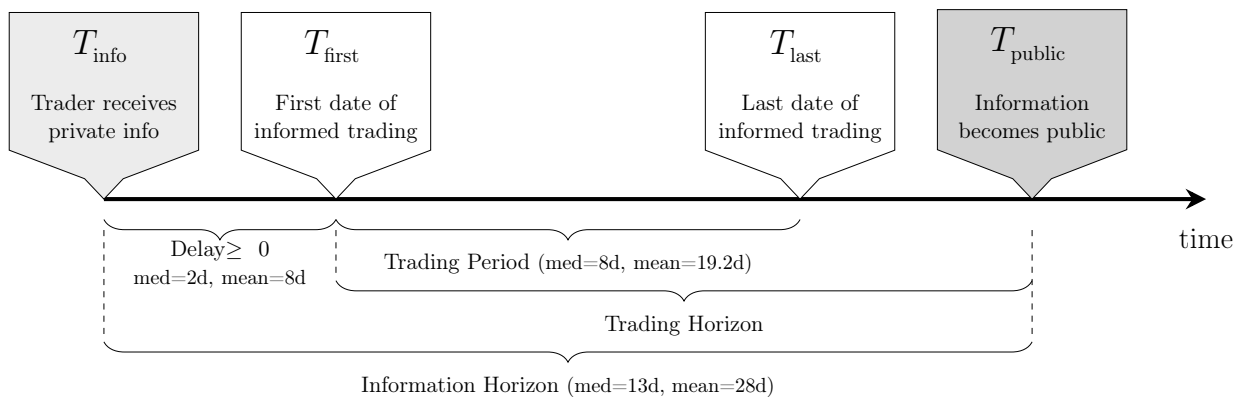 T_info
Trader receives
private info
T_first
First date of
informed trading
T_last
Last date of
informed trading
T_public
Information
becomes public
time
Delay≥ 0
med=2d, mean=8d
Trading Period (med=8d, mean=19.2d)
Trading Horizon
Information Horizon (med=13d, mean=28d)